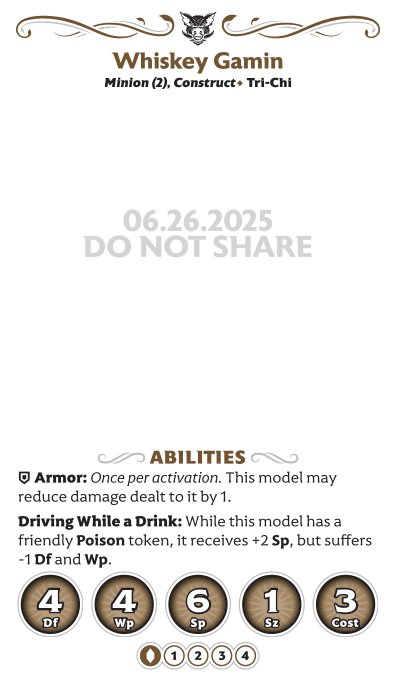 Whiskey Gamin
Minion (2), Construct • Tri-Chi
06.26.2025
DO NOT SHARE
ABILITIES
Armor: Once per activation. This model may
reduce damage dealt to it by 1.
Driving While a Drink: While this model has a
friendly Poison token, it receives +2 Sp, but suffers
-1 Df and Wp.
4 4 6 1 3
Df Wp Sp Sz Cost
1 2 3 4